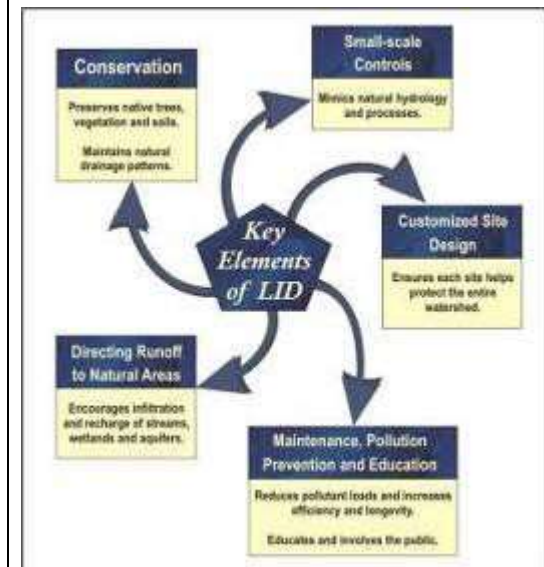 Conservation
Preserves native trees,
vegetation and soils.
Maintains natural
drainage patterns.
Small-scale
Controls
Mimics natural hydrology
and processes.
Key
Elements
of LID
Customized Site
Design
Ensures each site helps
protect the entire
watershed.
Directing Runoff
to Natural Areas
Encourages infiltration
and recharge of streams,
wetlands and aquifers.
Maintenance, Pollution
Prevention and Education
Reduces pollutant loads and increases
efficiency and longevity.
Educates and involves the public.